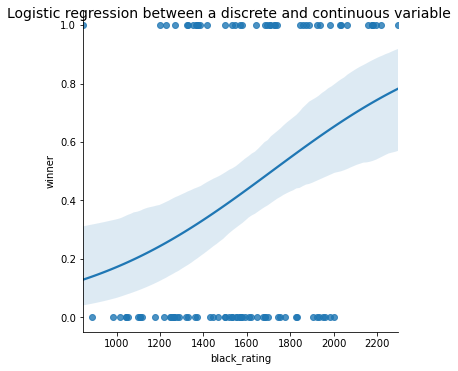 Logistic regression between a discrete and continuous variable
1.0
0.8
0.6
0.4
0.2
0.0
winner
1000 1200 1400 1600 1800 2000 2200
black_rating